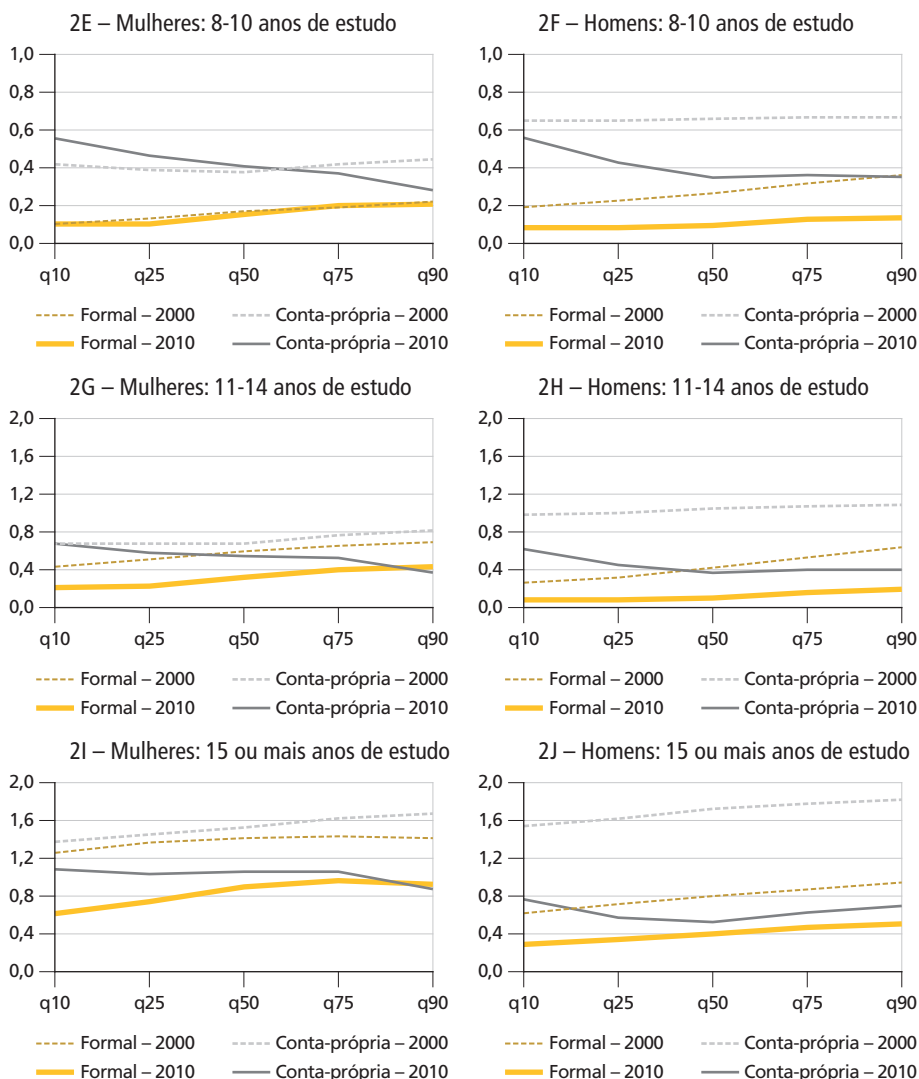 2E – Mulheres: 8-10 anos de estudo
1,0
0,8
0,6
0,4
0,2
0,0
q10 q25 q50 q75 q90
Formal – 2000 Conta-própria – 2000
Formal – 2010 Conta-própria – 2010
2F – Homens: 8-10 anos de estudo
1,0
0,8
0,6
0,4
0,2
0,0
q10 q25 q50 q75 q90
Formal – 2000 Conta-própria – 2000
Formal – 2010 Conta-própria – 2010
2G – Mulheres: 11-14 anos de estudo
2,0
1,6
1,2
0,8
0,4
0,0
q10 q25 q50 q75 q90
Formal – 2000 Conta-própria – 2000
Formal – 2010 Conta-própria – 2010
2H – Homens: 11-14 anos de estudo
2,0
1,6
1,2
0,8
0,4
0,0
q10 q25 q50 q75 q90
Formal – 2000 Conta-própria – 2000
Formal – 2010 Conta-própria – 2010
2I – Mulheres: 15 ou mais anos de estudo
2,0
1,6
1,2
0,8
0,4
0,0
q10 q25 q50 q75 q90
Formal – 2000 Conta-própria – 2000
Formal – 2010 Conta-própria – 2010
2J – Homens: 15 ou mais anos de estudo
2,0
1,6
1,2
0,8
0,4
0,0
q10 q25 q50 q75 q90
Formal – 2000 Conta-própria – 2000
Formal – 2010 Conta-própria – 2010